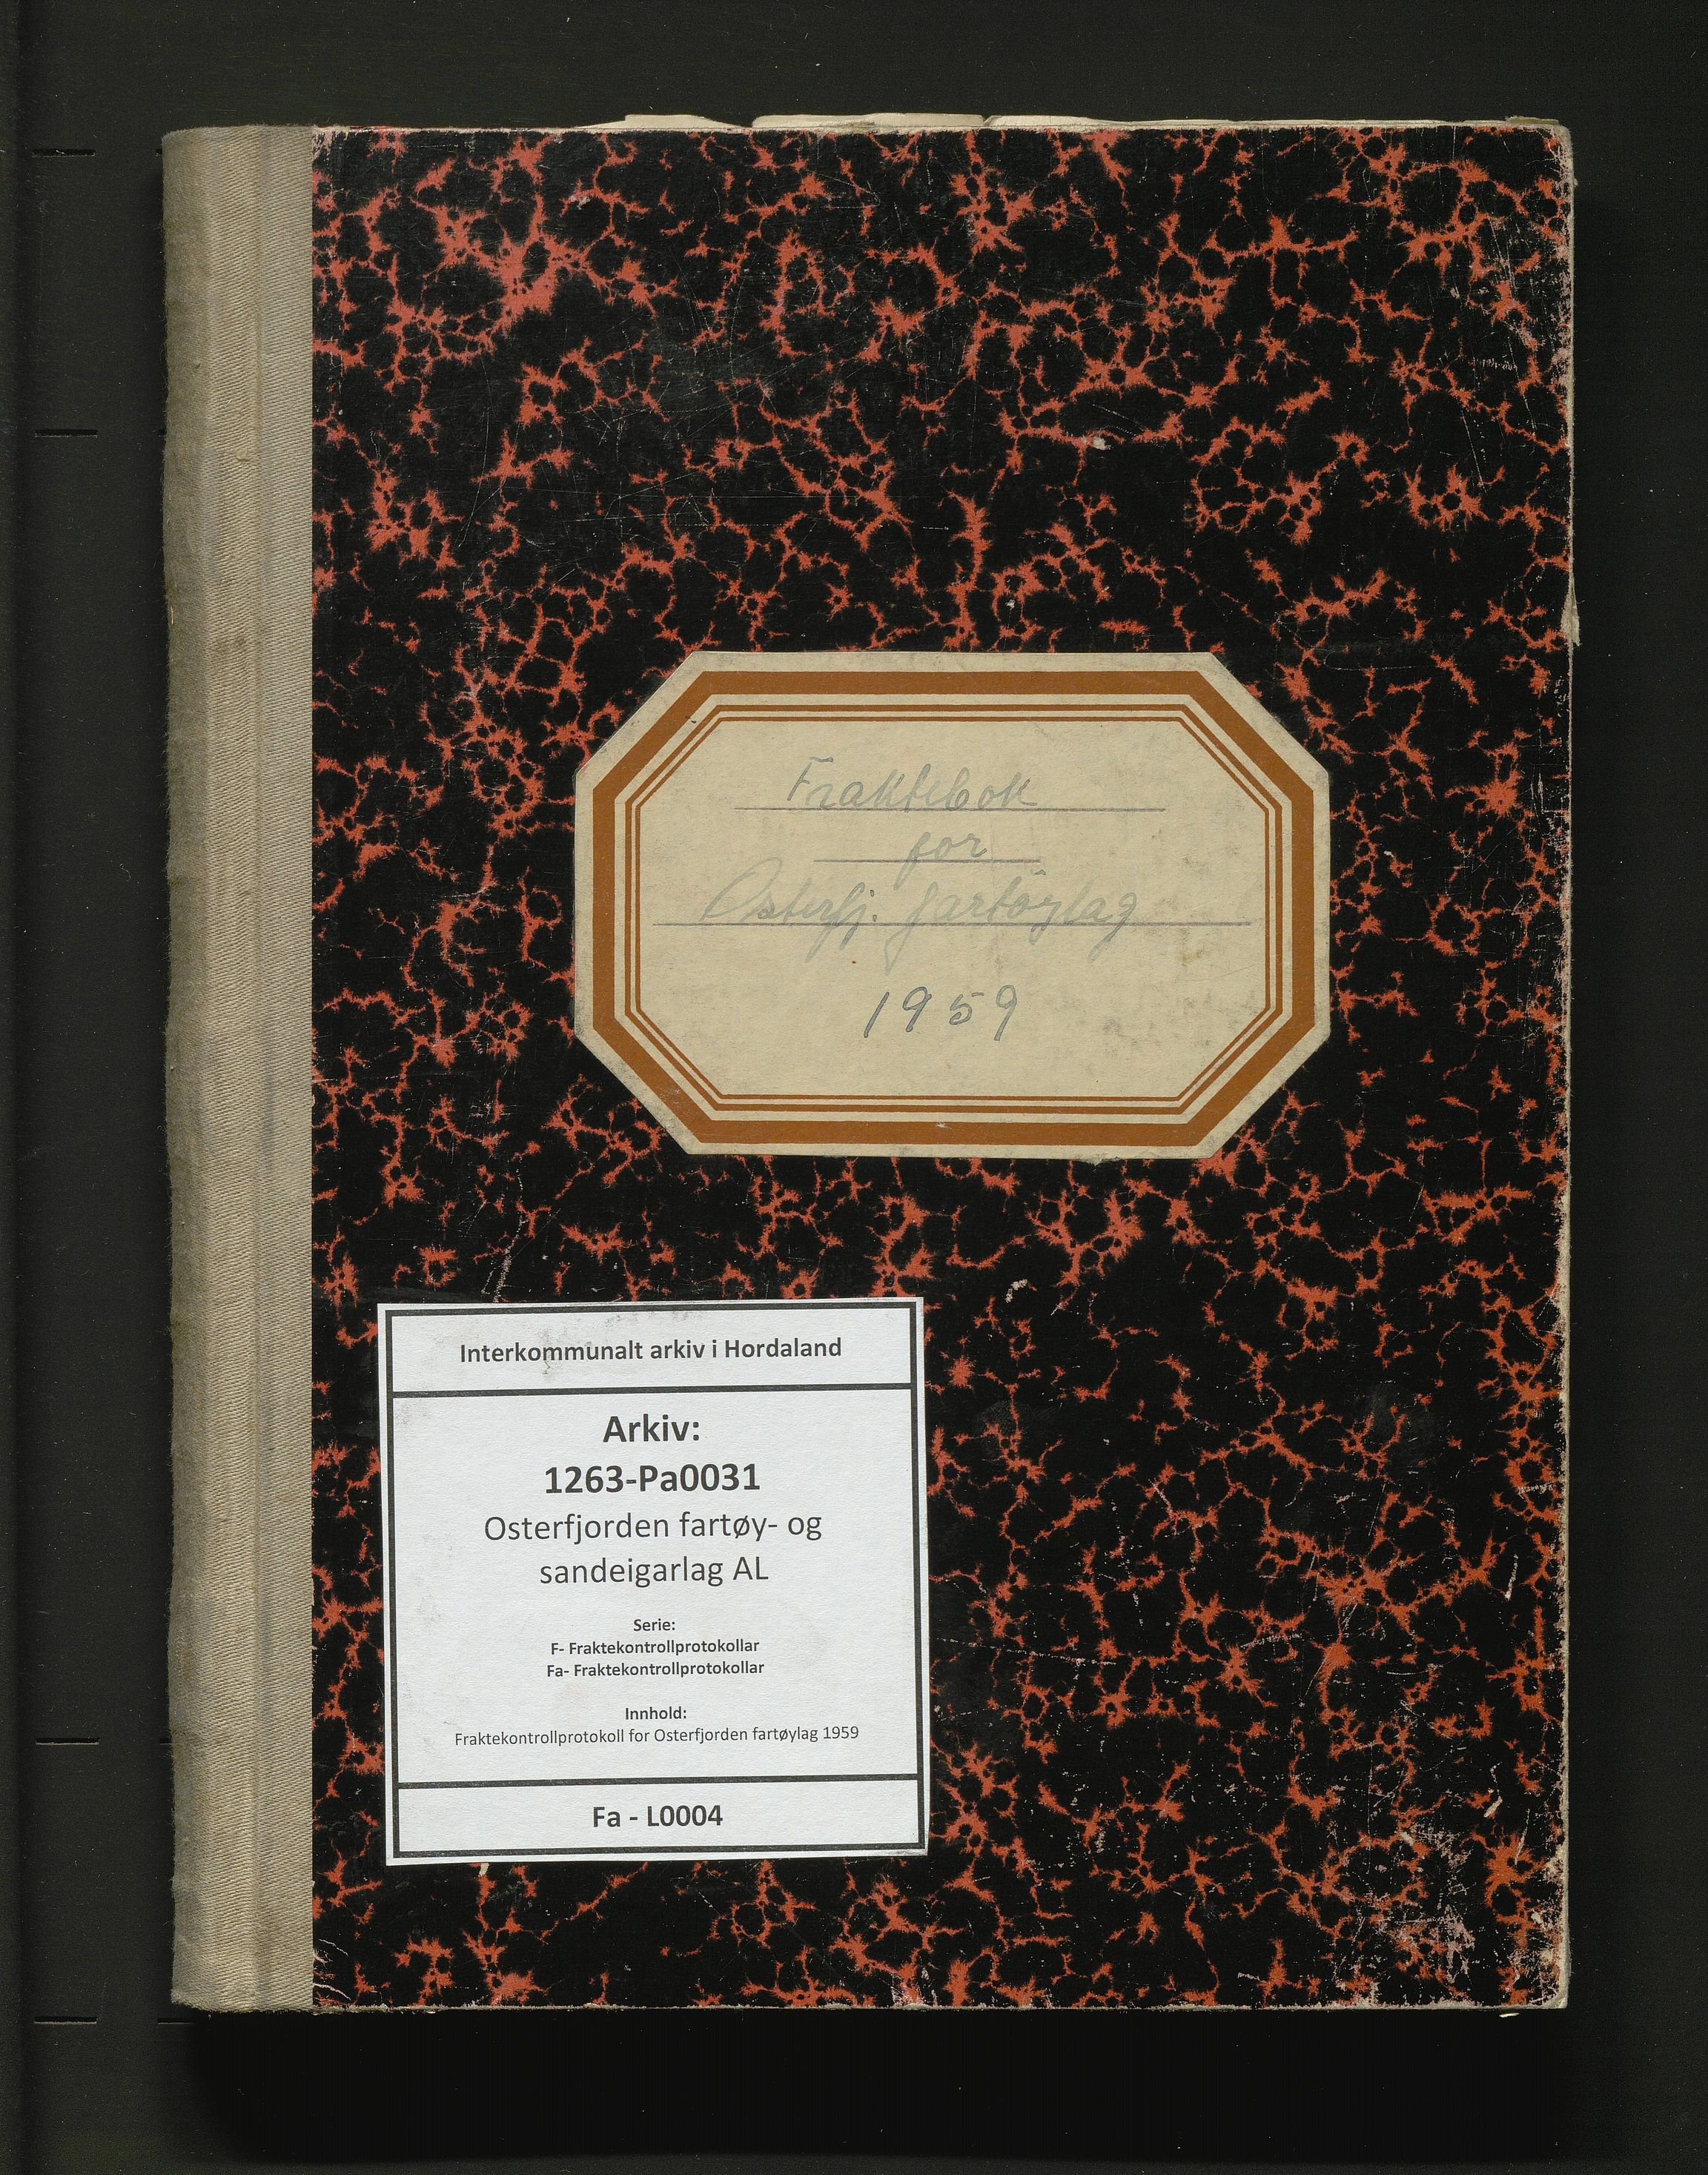 Fraktebok
for
Osterfj. fartöylag
1959
Interkommunalt arkiv i Hordaland
Arkiv:
1263-Pa0031
Osterfjorden fartøy- og
sandeigarlag AL
Serie:
F- Fraktekontrollprotokollar
Fa- Fraktekontrollprotokollar
Innhold:
Fraktekontrollprotokoll for Osterfjorden fartøylag 1959
Fa - L0004